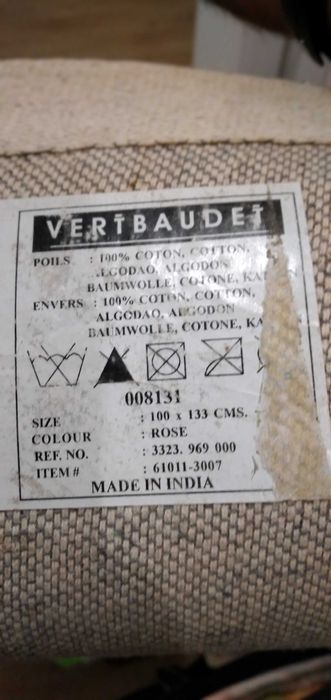 VERTBAUDET
POILS : 100% COTON, COTTON,
ALGODAO, ALGODON
BAUMWOLLE, COTONE,
ENVERS : 100% COTON, COTTON,
ALGODAO, ALGODON
BAUMWOLLE, COTONE,
008131
SIZE : 100 x 133 CMS.
COLOUR : ROSE
REF. NO. : 3323. 969 000
ITEM # : 61011-3007
MADE IN INDIA